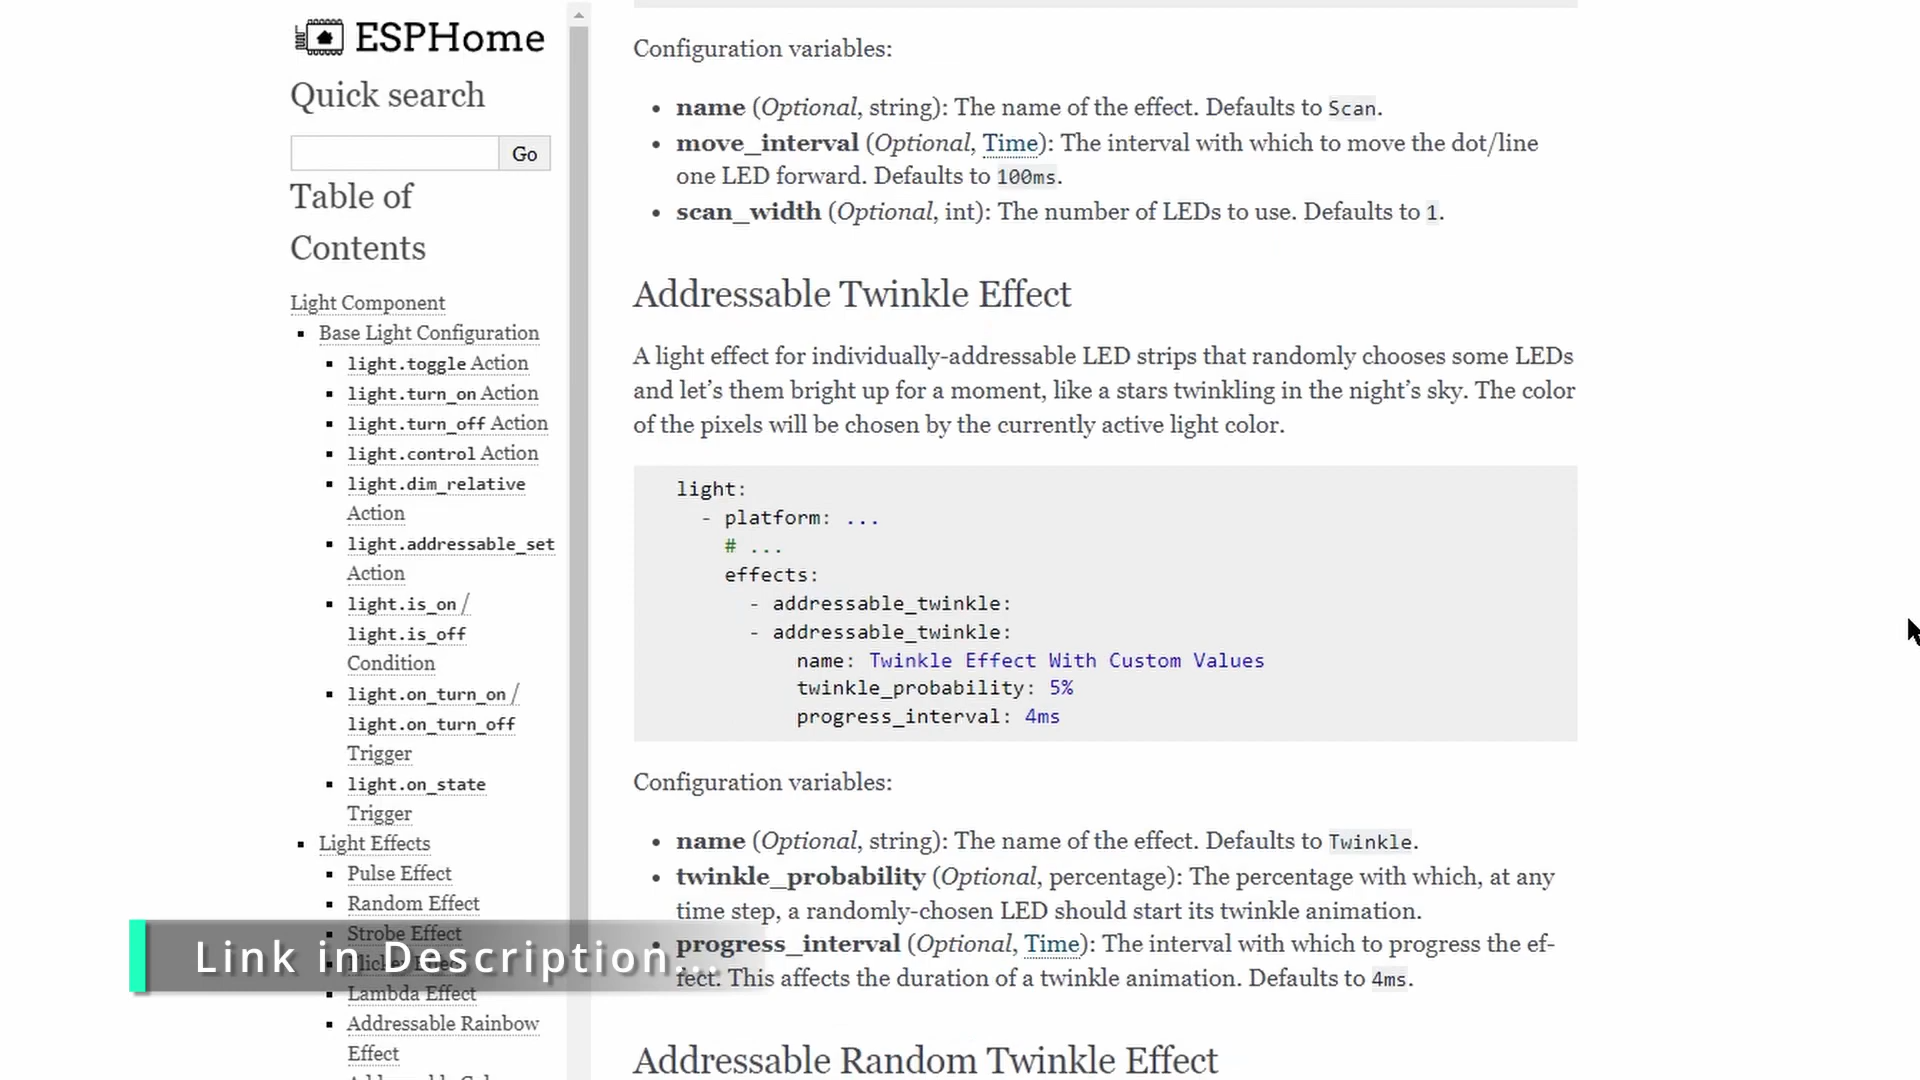 ESPHome
Quick search
Go
Table of
Contents
Light Component
Base Light Configuration
light.toggle Action
light.turn_on Action
light.turn_off Action
light.control Action
light.dim_relative
Action
light.addressable_set
Action
light.is_on /
light.is_off
Condition
light.on_turn_on /
light.on_turn_off
Trigger
light.on_state
Trigger
Light Effects
Pulse Effect
Random Effect
Strobe Effect
Lambda Effect
Addressable Rainbow
Effect
Configuration variables:
name (Optional, string): The name of the effect. Defaults to Scan.
move_interval (Optional, Time): The interval with which to move the dot/line
one LED forward. Defaults to 100ms.
scan_width (Optional, int): The number of LEDs to use. Defaults to 1.
Addressable Twinkle Effect
A light effect for individually-addressable LED strips that randomly chooses some LEDs
and let’s them bright up for a moment, like a stars twinkling in the night’s sky. The color
of the pixels will be chosen by the currently active light color.
light:
- platform: ...
# ...
effects:
- addressable_twinkle:
- addressable_twinkle:
name: Twinkle Effect With Custom Values
twinkle_probability: 5%
progress_interval: 4ms
Configuration variables:
name (Optional, string): The name of the effect. Defaults to Twinkle.
twinkle_probability (Optional, percentage): The percentage with which, at any
time step, a randomly-chosen LED should start its twinkle animation.
progress_interval (Optional, Time): The interval with which to progress the ef-
fect. This affects the duration of a twinkle animation. Defaults to 4ms.
Addressable Random Twinkle Effect
Link in Description...